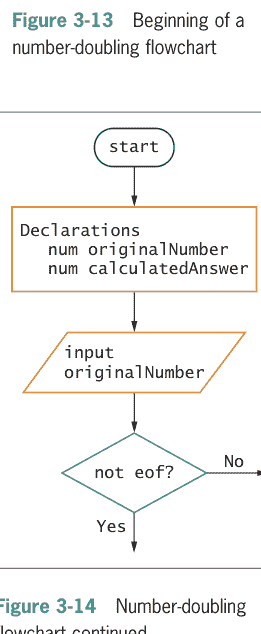 Figure 3-13 Beginning of a
number-doubling flowchart
start
Declarations
num originalNumber
num calculatedAnswer
input
originalNumber
not eof?
No
Yes
Figure 3-14 Number-doubling
flowchart continued